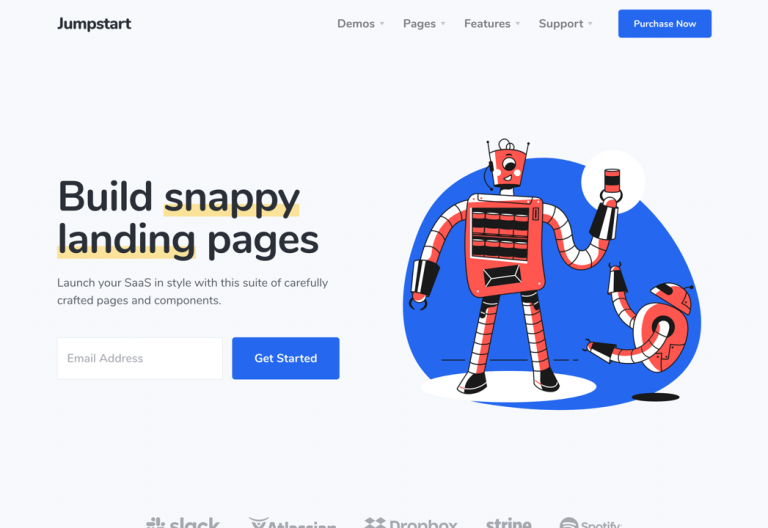 Jumpstart
Demos Pages Features Support Purchase Now
Build snappy
landing pages
Launch your SaaS in style with this suite of carefully
crafted pages and components.
Email Address Get Started
slack Atlassian Dropbox stripe Spotify